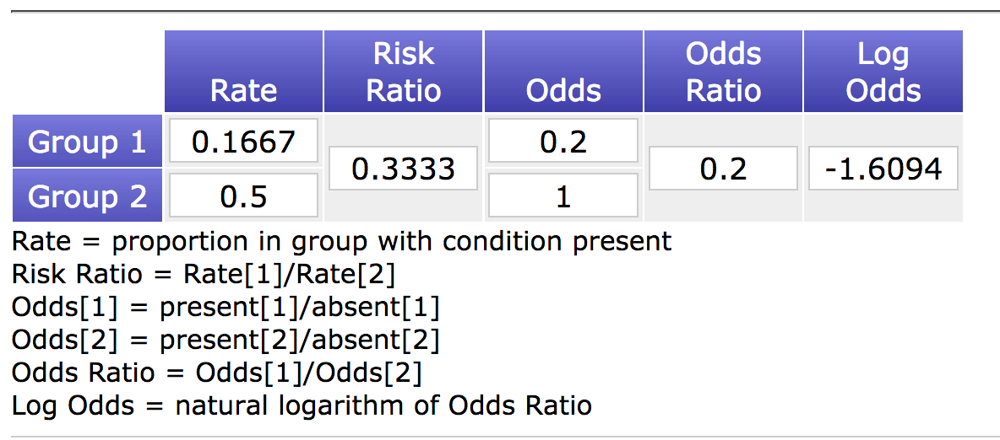 Rate Risk Ratio Odds Odds Ratio Log Odds
Group 1 0.1667 0.3333 0.2 0.2 -1.6094
Group 2 0.5 1
Rate = proportion in group with condition present
Risk Ratio = Rate[1]/Rate[2]
Odds[1] = present[1]/absent[1]
Odds[2] = present[2]/absent[2]
Odds Ratio = Odds[1]/Odds[2]
Log Odds = natural logarithm of Odds Ratio